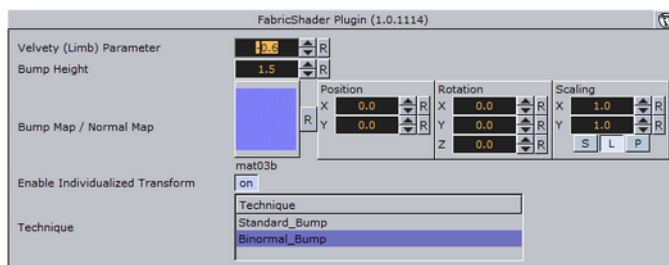 FabricShader Plugin (1.0.1114)
Velvety (Limb) Parameter -0.6 R
Bump Height 1.5 R
Position Rotation Scaling
X 0.0 R X 0.0 R X 1.0 R
Bump Map / Normal Map R Y 0.0 R Y 0.0 R Y 1.0 R
Z 0.0 R S L P
mat03b
Enable Individualized Transform on
Technique
Technique Standard_Bump
Binormal_Bump